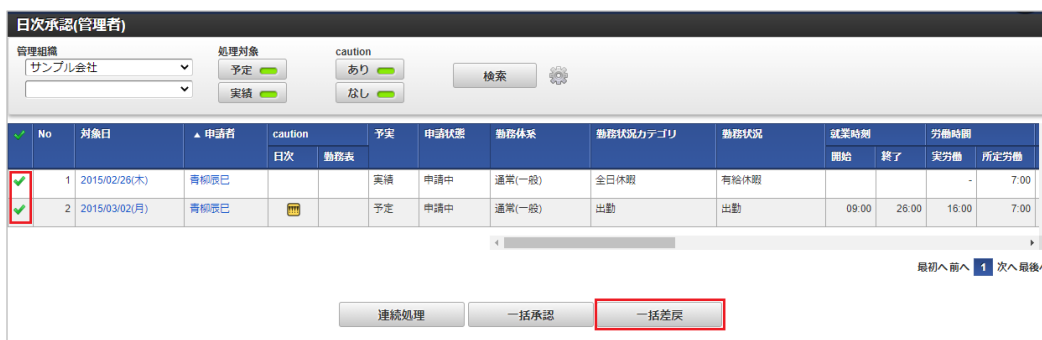 日次承認(管理者)
管理組織 処理対象 caution
サンプル会社 予定 あり 検索
実績 なし
No 対象日 ▲ 申請者 caution 予実 申請状態 勤務体系 勤務状況カテゴリ 勤務状況 就業時刻 労働時間
日次 勤務表 開始 終了 実労働 所定労働
1 2015/02/26(木) 青柳辰巳 実績 申請中 通常(一般) 全日休暇 有給休暇 - 7:00
2 2015/03/02(月) 青柳辰巳 予定 申請中 通常(一般) 出勤 出勤 09:00 26:00 16:00 7:00
最初へ 前へ 1 次へ 最後へ
連続処理 一括承認 一括差戻